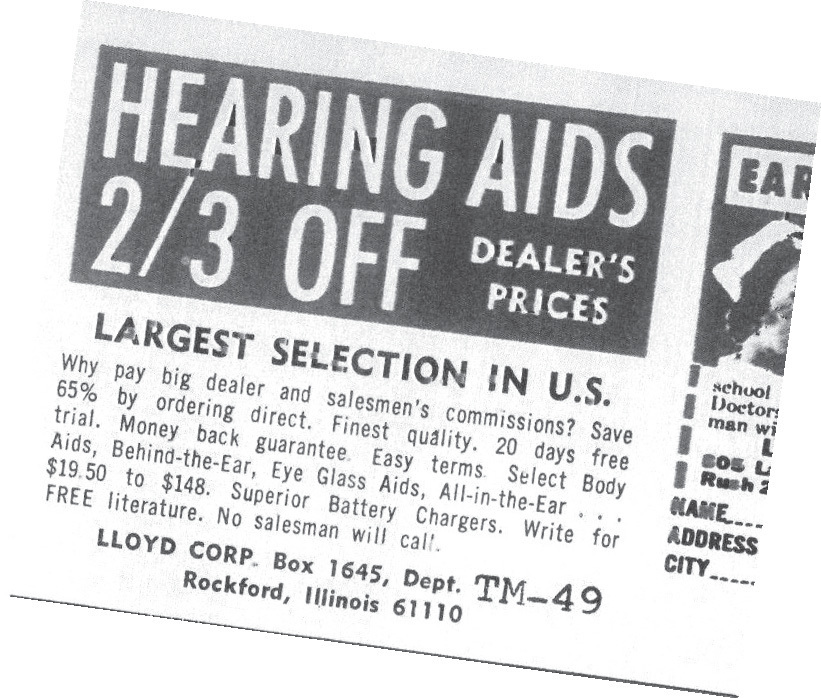 HEARING AIDS
2/3 OFF DEALER'S
PRICES
LARGEST SELECTION IN U.S.
Why pay big dealer and salesmen's commissions? Save
65% by ordering direct. Finest quality. 20 days free
trial. Money back guarantee. Easy terms. Select Body
Aids, Behind-the-Ear, Eye Glass Aids, All-in-the-Ear . . .
$19.50 to $148. Superior Battery Chargers. Write for
FREE literature. No salesman will call.
LLOYD CORP. Box 1645, Dept. TM-49
Rockford, Illinois 61110
EAR
school
Doctors
man wi
L
805 L
Rush 2
NAME
ADDRESS
CITY